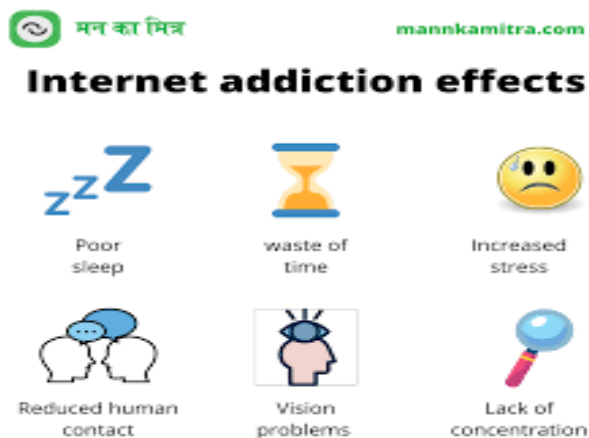 मन का मित्र
mannkamitra.com
Internet addiction effects
Poor
sleep
waste of
time
Increased
stress
Reduced human
contact
Vision
problems
Lack of
concentration